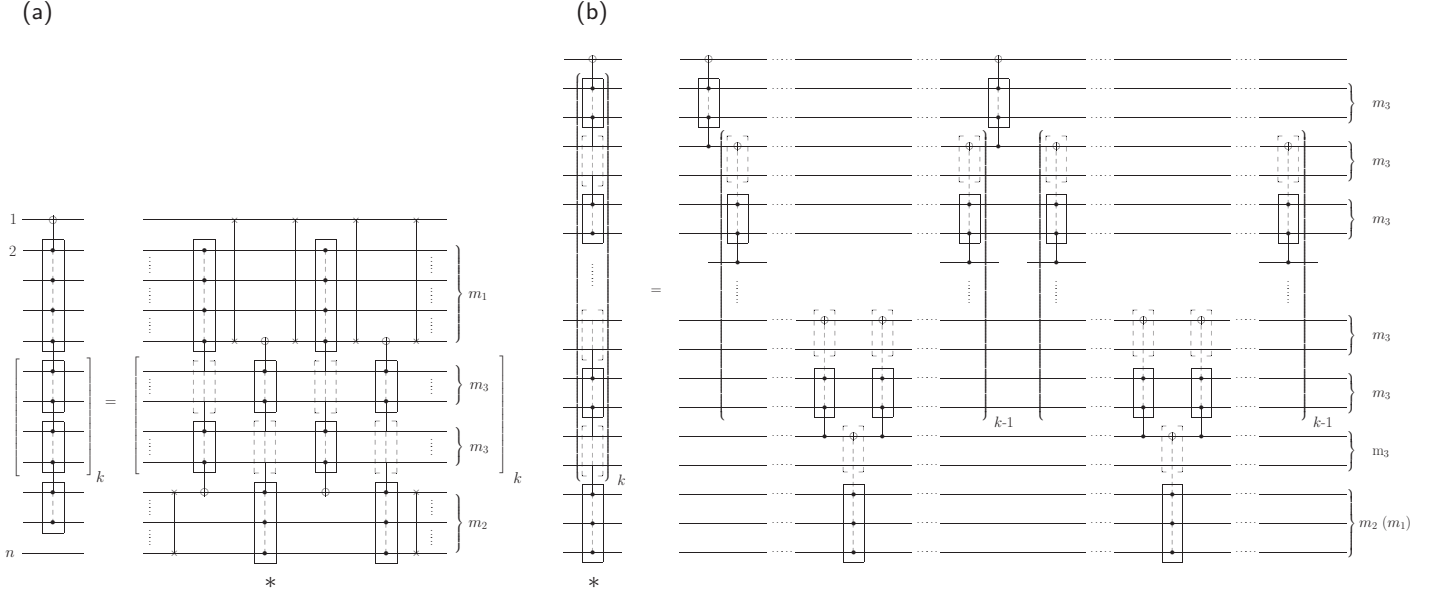 (a)
1
2
n
k
=
m₁
m₃
m₃
m₂
k
*
(b)
k
*
=
m₃
m₃
m₃
m₃
m₃
k-1
k-1
m₃
m₂ (m₁)